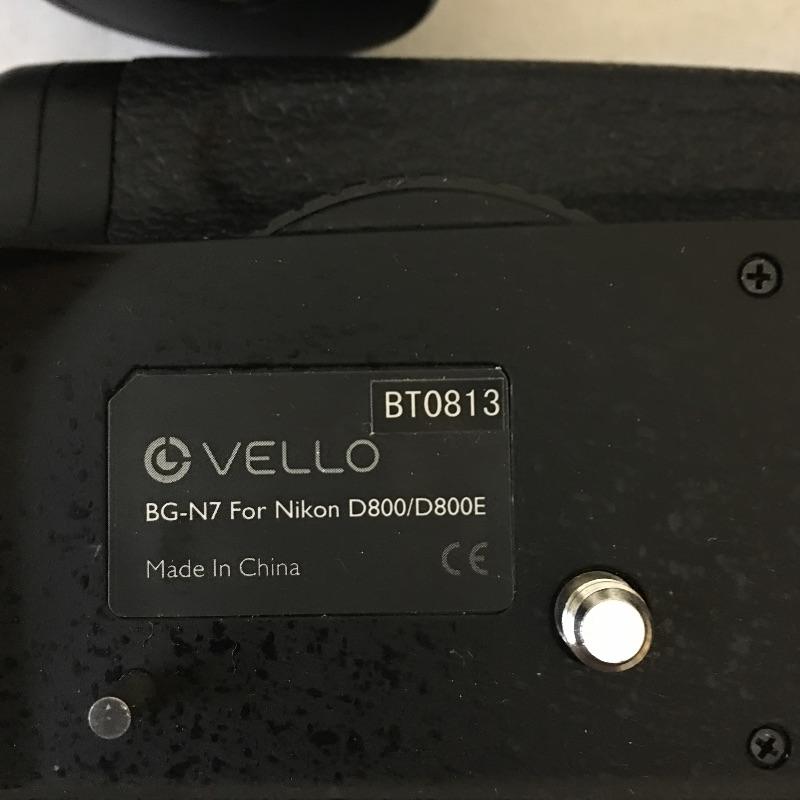 BT0813
VELLO
BG-N7 For Nikon D800/D800E
Made In China
CE